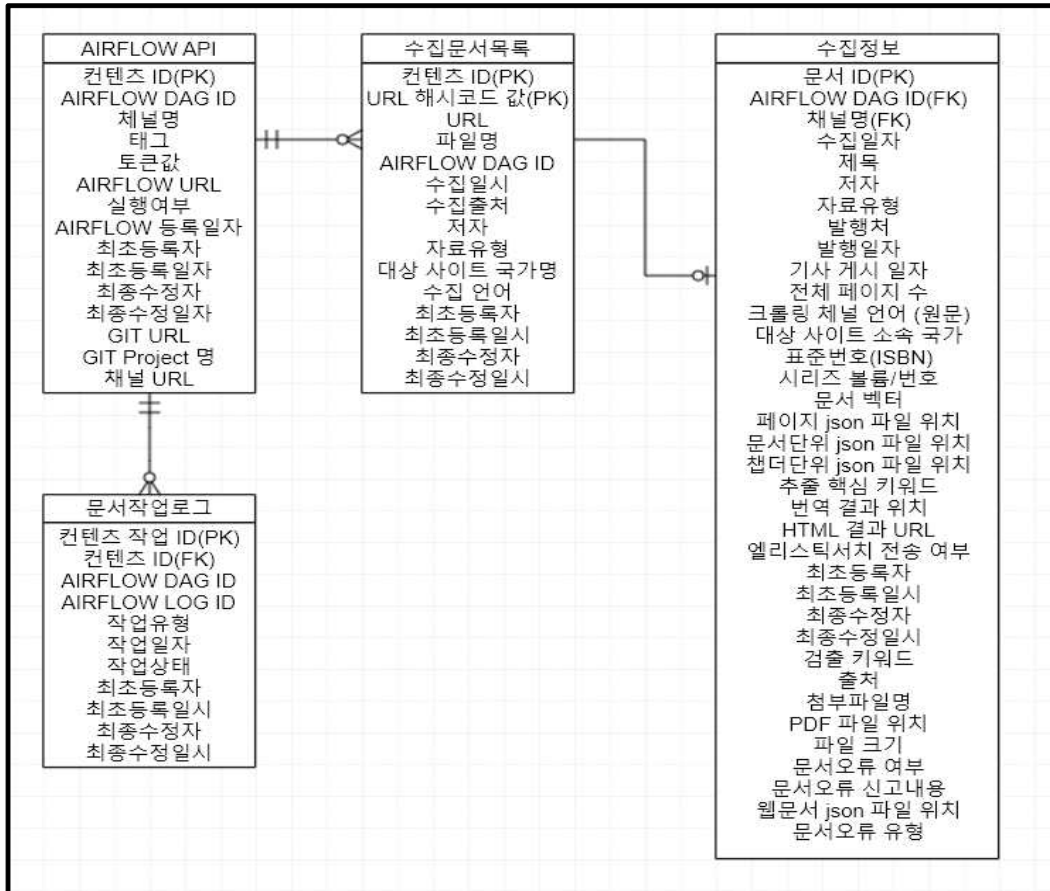 AIRFLOW API
컨텐츠 ID(PK)
AIRFLOW DAG ID
체널명
태그
토큰값
AIRFLOW URL
실행여부
AIRFLOW 등록일자
최초등록자
최초등록일자
최종수정자
최종수정일자
GIT URL
GIT Project 명
채널 URL
수집문서목록
컨텐츠 ID(PK)
URL 해시코드 값(PK)
URL
파일명
AIRFLOW DAG ID
수집일시
수집출처
저자
자료유형
대상 사이트 국가명
수집 언어
최초등록자
최초등록일시
최종수정자
최종수정일시
수집정보
문서 ID(PK)
AIRFLOW DAG ID(FK)
채널명(FK)
수집일자
제목
저자
자료유형
발행처
발행일자
기사 게시 일자
전체 페이지 수
크롤링 체널 언어 (원문)
대상 사이트 소속 국가
표준번호(ISBN)
시리즈 볼륨/번호
문서 벡터
페이지 json 파일 위치
문서단위 json 파일 위치
챕더단위 json 파일 위치
추출 핵심 키워드
번역 결과 위치
HTML 결과 URL
엘리스틱서치 전송 여부
최초등록자
최초등록일시
최종수정자
최종수정일시
검출 키워드
출처
첨부파일명
PDF 파일 위치
파일 크기
문서오류 여부
문서오류 신고내용
웹문서 json 파일 위치
문서오류 유형
문서작업로그
컨텐츠 작업 ID(PK)
컨텐츠 ID(FK)
AIRFLOW DAG ID
AIRFLOW LOG ID
작업유형
작업일자
작업상태
최초등록자
최초등록일시
최종수정자
최종수정일시